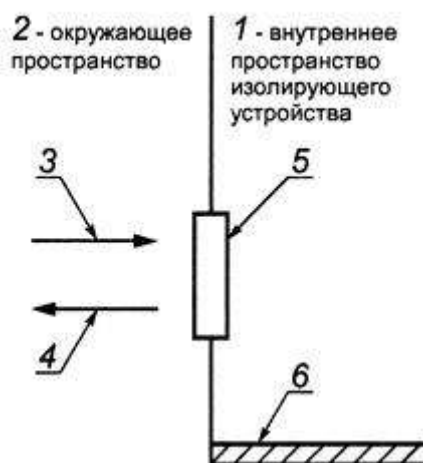 2 - окружающее
пространство
1 - внутреннее
пространство
изолирующего
устройства
3
5
4
6